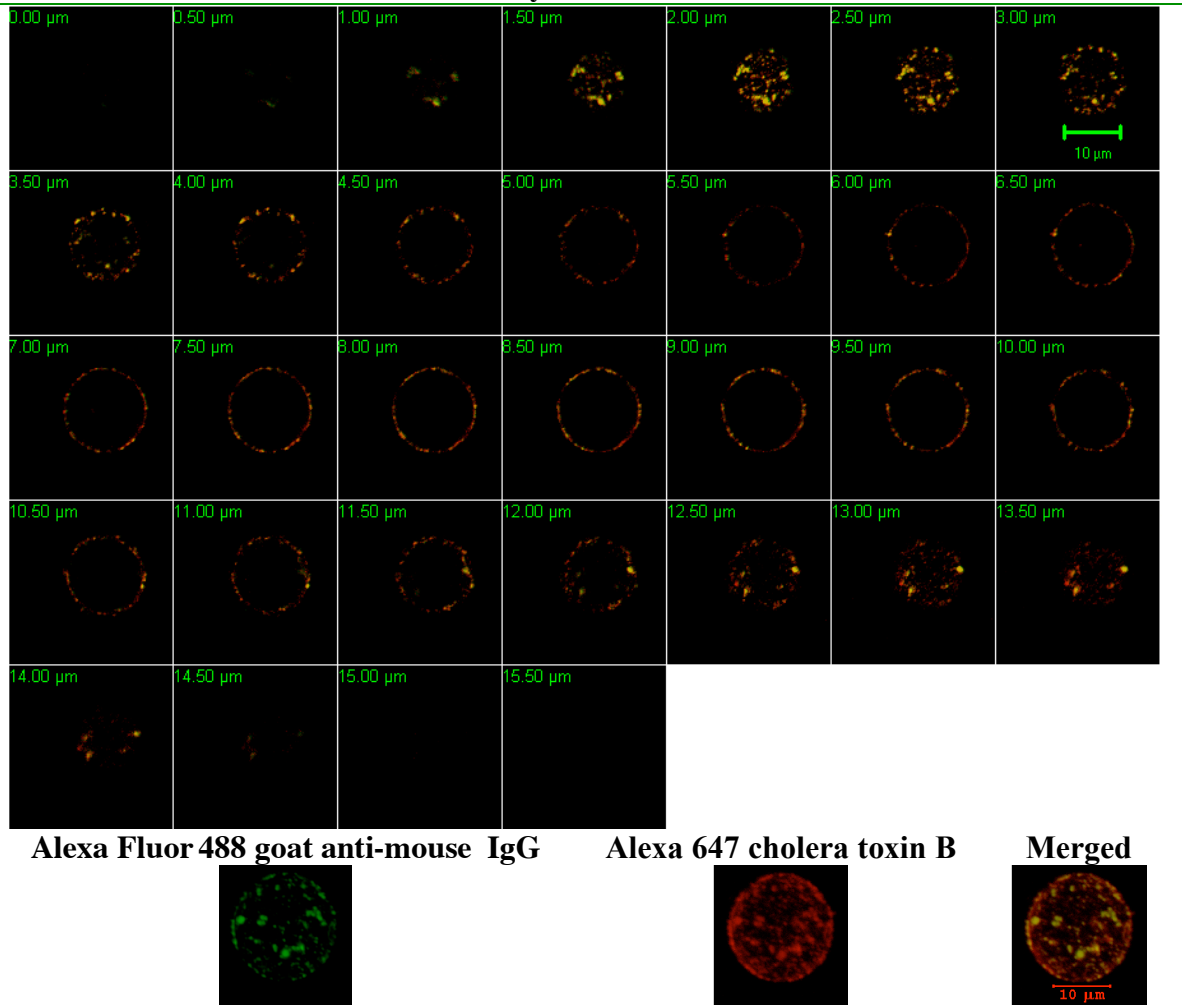 0.00 µm 0.50 µm 1.00 µm 1.50 µm 2.00 µm 2.50 µm 3.00 µm
10 µm
3.50 µm 4.00 µm 4.50 µm 5.00 µm 5.50 µm 6.00 µm 6.50 µm
7.00 µm 7.50 µm 8.00 µm 8.50 µm 9.00 µm 9.50 µm 10.00 µm
10.50 µm 11.00 µm 11.50 µm 12.00 µm 12.50 µm 13.00 µm 13.50 µm
14.00 µm 14.50 µm 15.00 µm 15.50 µm
Alexa Fluor 488 goat anti-mouse IgG Alexa 647 cholera toxin B Merged
10 µm